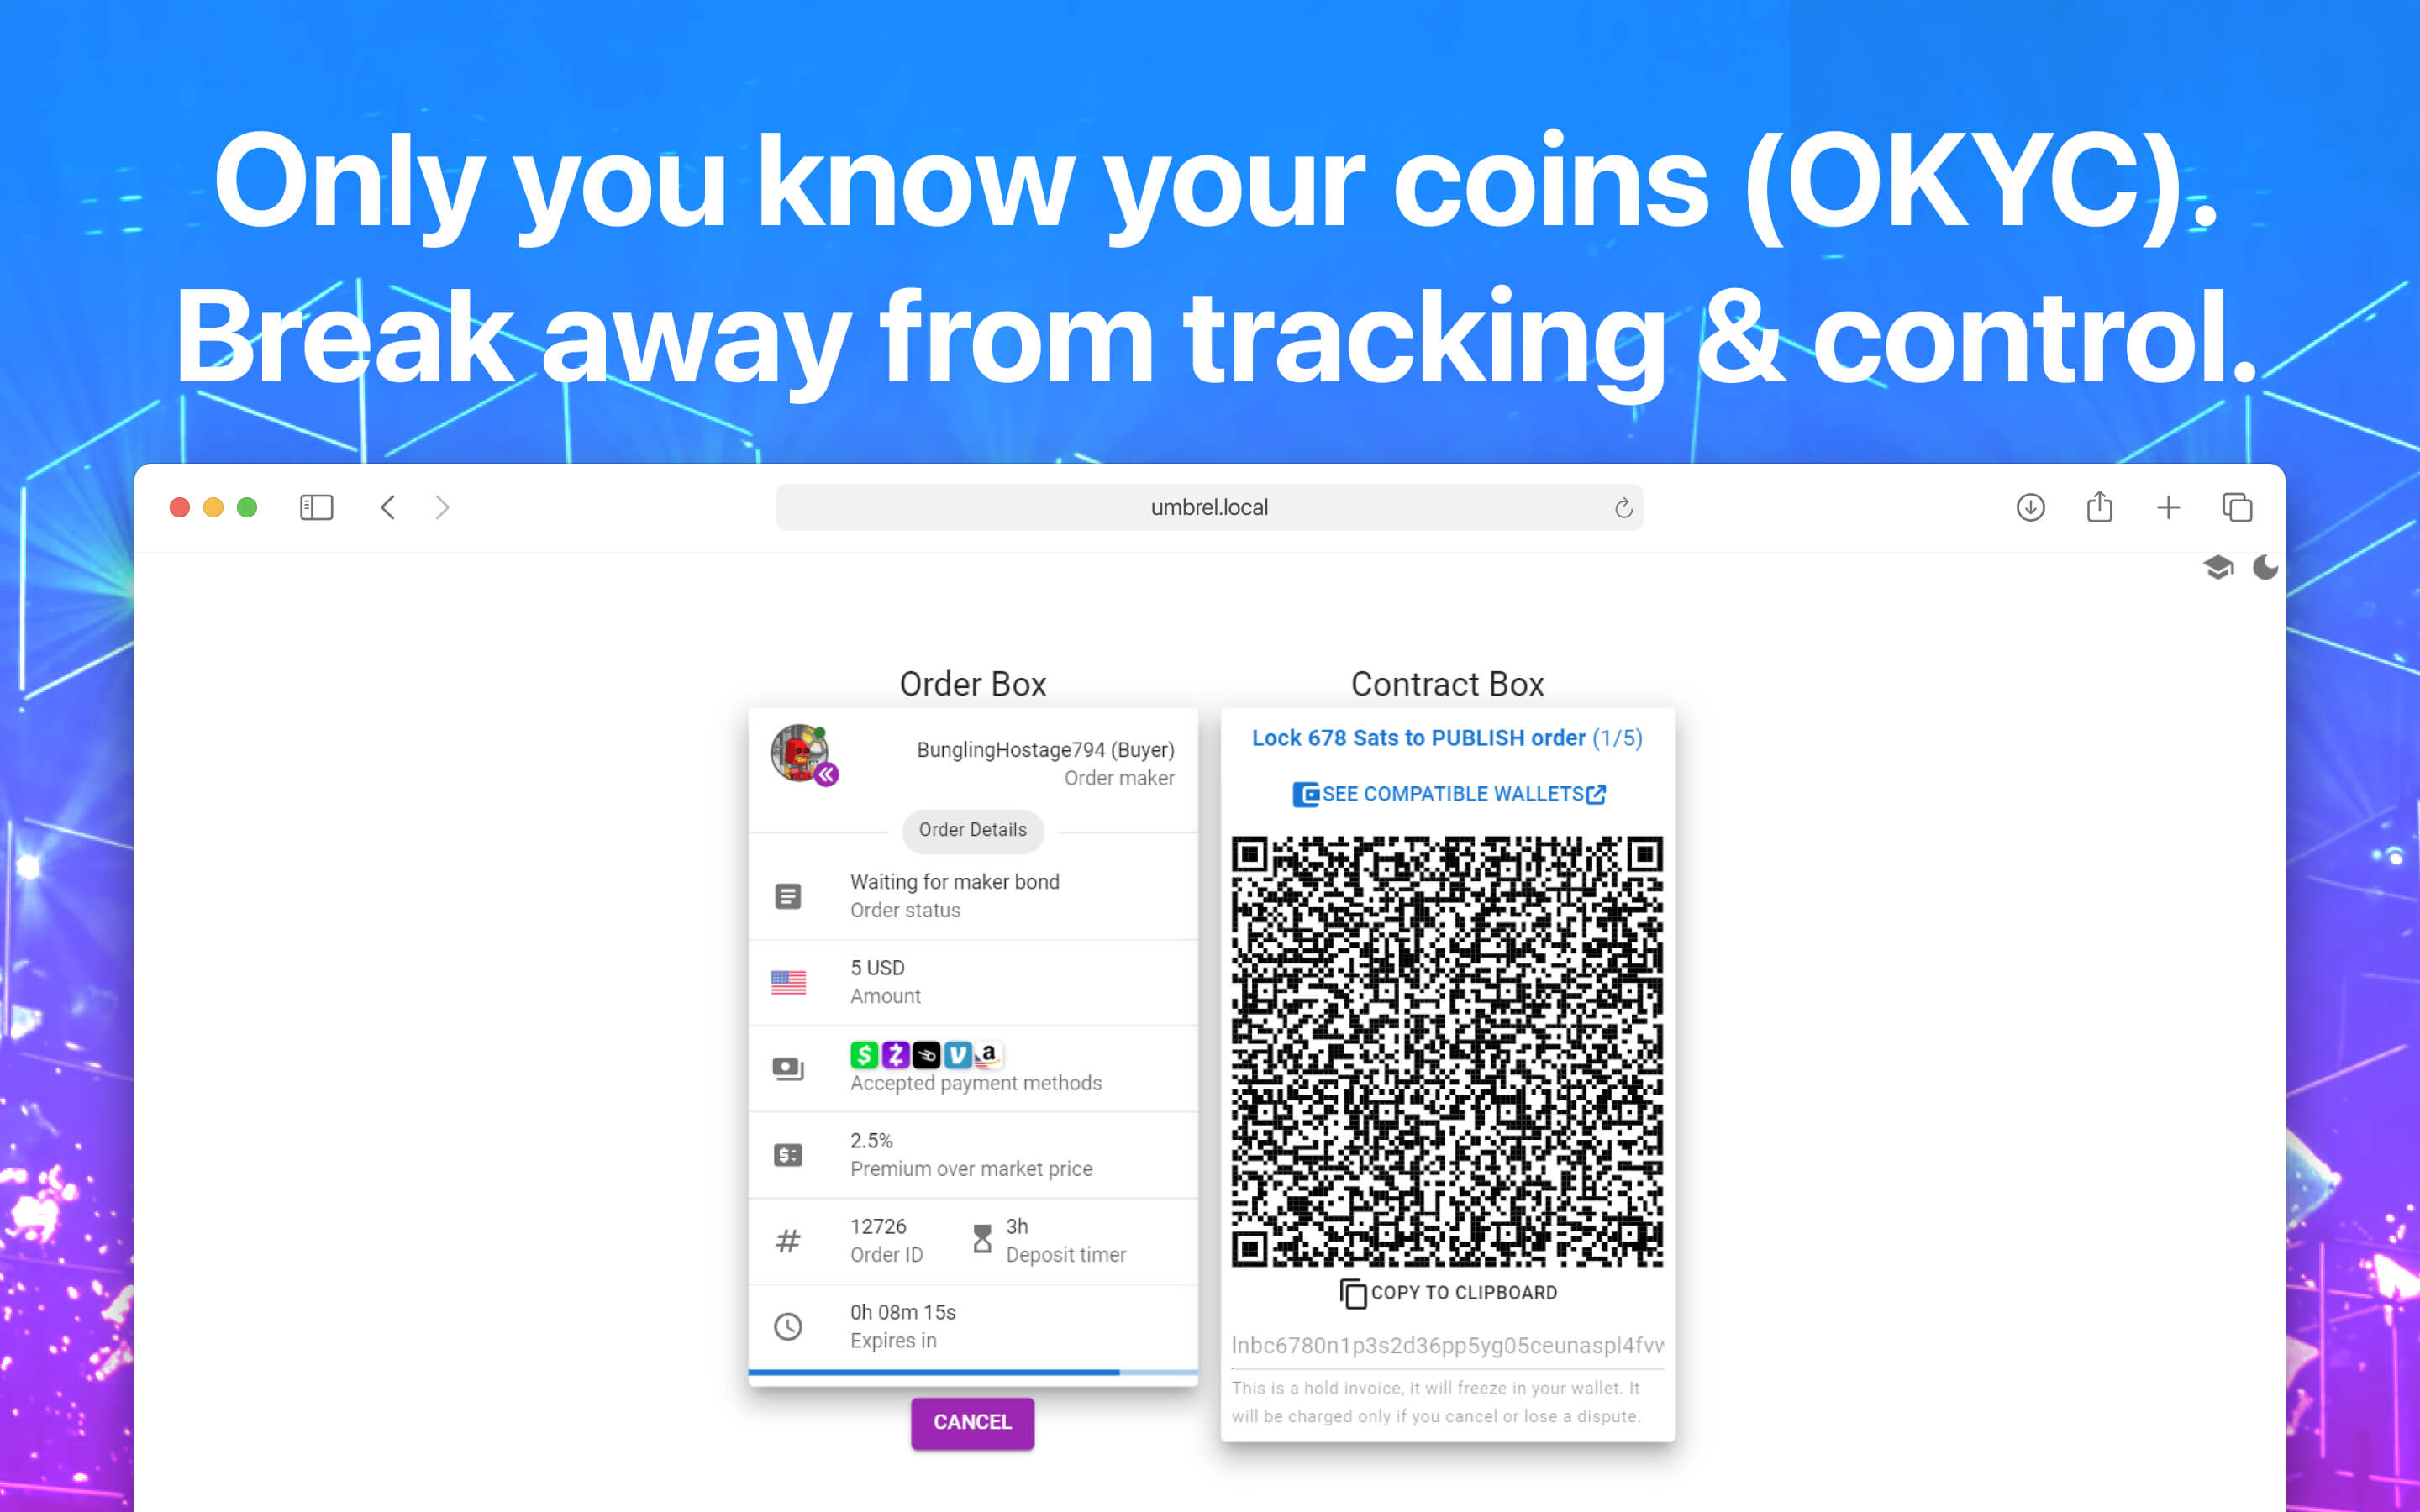 Only you know your coins (OKYC).
Break away from tracking & control.
umbrel.local
Order Box
BunglingHostage794 (Buyer)
Order maker
Order Details
Waiting for maker bond
Order status
5 USD
Amount
Accepted payment methods
2.5%
Premium over market price
12726
Order ID
3h
Deposit timer
0h 08m 15s
Expires in
CANCEL
Contract Box
Lock 678 Sats to PUBLISH order (1/5)
SEE COMPATIBLE WALLETS
COPY TO CLIPBOARD
lnbc6780n1p3s2d36pp5yg05ceunaspl4fvw
This is a hold invoice, it will freeze in your wallet. It
will be charged only if you cancel or lose a dispute.